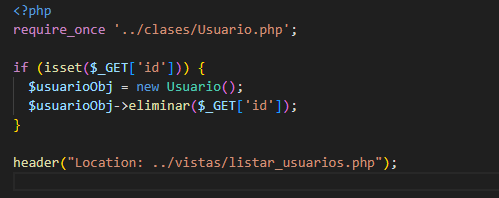 <?php
require_once '../clases/Usuario.php';
if (isset($_GET['id'])) {
$usuarioObj = new Usuario();
$usuarioObj->eliminar($_GET['id']);
}
header("Location: ../vistas/listar_usuarios.php");